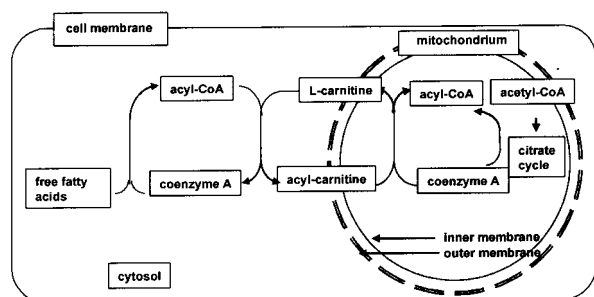 cell membrane
mitochondrium
acyl-CoA
L-carnitine
acyl-CoA
acetyl-CoA
citrate
cycle
free fatty
acids
coenzyme A
acyl-carnitine
coenzyme A
inner membrane
outer membrane
cytosol